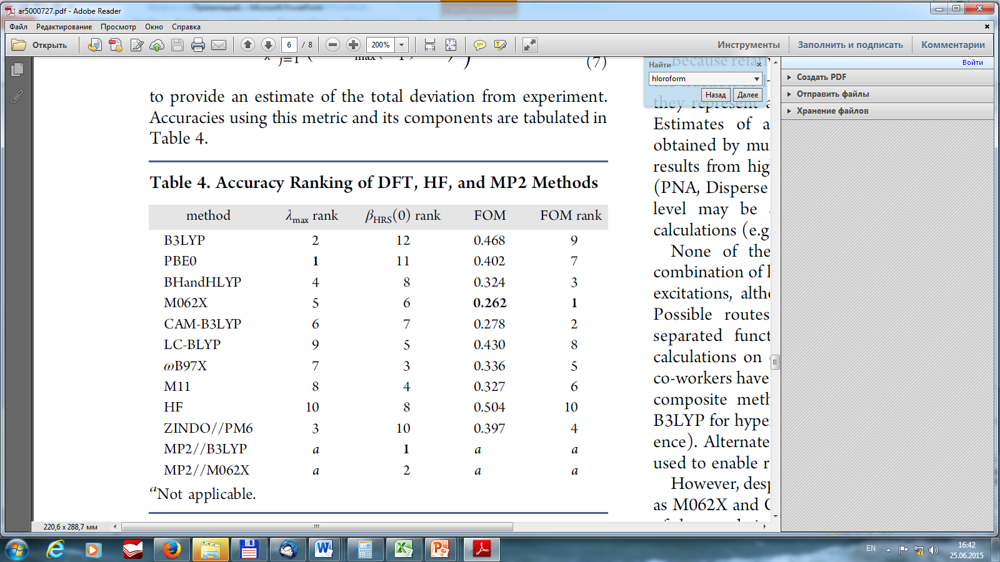 ar5000727.pdf - Adobe Reader
Файл Редактирование Просмотр Окно Справка
Открыть 6 / 8 200% Инструменты Заполнить и подписать Комментарии
j=1 max (7)
to provide an estimate of the total deviation from experiment.
Accuracies using this metric and its components are tabulated in
Table 4.
Table 4. Accuracy Ranking of DFT, HF, and MP2 Methods
method λmax rank βHRS(0) rank FOM FOM rank
B3LYP 2 12 0.468 9
PBE0 1 11 0.402 7
BHandHLYP 4 8 0.324 3
M062X 5 6 0.262 1
CAM-B3LYP 6 7 0.278 2
LC-BLYP 9 5 0.430 8
ωB97X 7 3 0.336 5
M11 8 4 0.327 6
HF 10 8 0.504 10
ZINDO//PM6 3 10 0.397 4
MP2//B3LYP a 1 a a
MP2//M062X a 2 a a
aNot applicable.
Because rela
Найти
hloroform
Назад Далее
they represent a
Estimates of a
obtained by mul
results from hig
(PNA, Disperse
level may be
calculations (e.g.
None of the
combination of l
excitations, altho
Possible routes
separated funct
calculations on
co-workers have
composite meth
B3LYP for hype
ence). Alternate
used to enable r
However, desp
as M062X and C
Войти
Создать PDF
Отправить файлы
Хранение файлов
220,6 x 288,7 мм
EN 16:42
25.06.2015